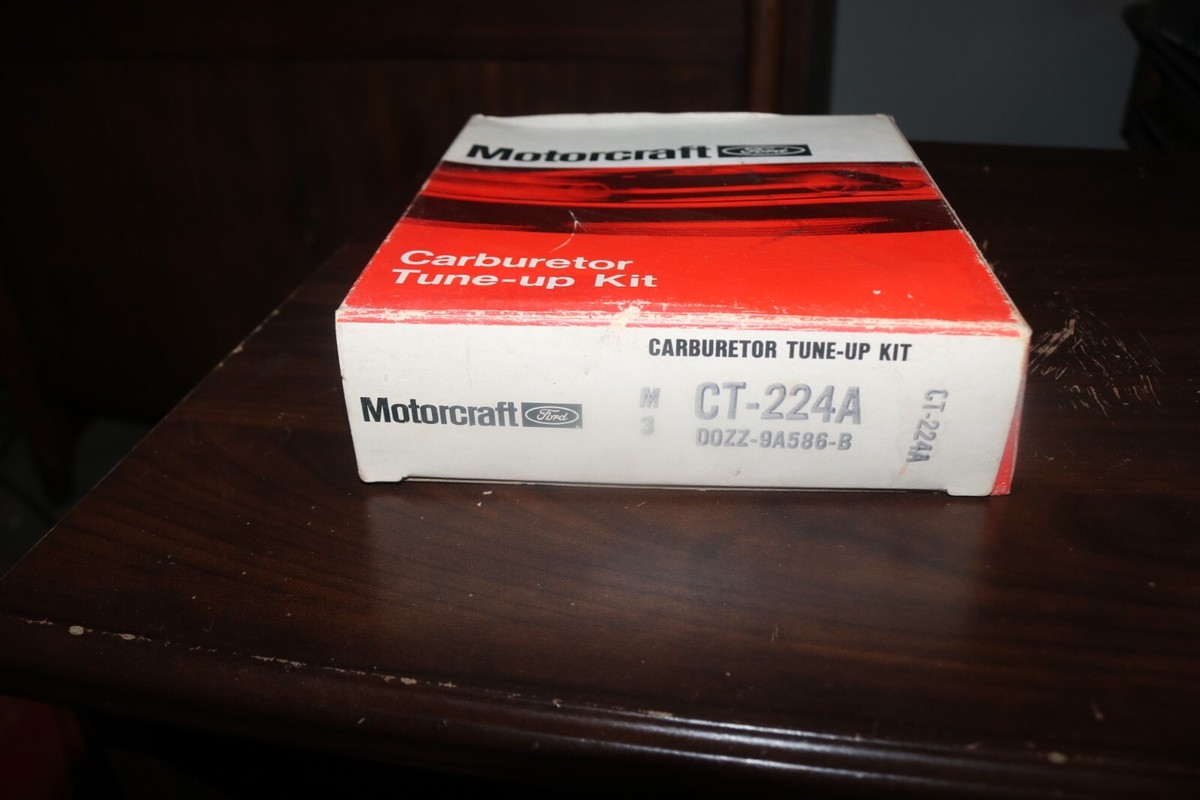 Motorcraft Ford
Carburetor
Tune-up Kit
CARBURETOR TUNE-UP KIT
Motorcraft Ford
M
3
CT-224A
D0ZZ-9A586-B
CT-224A